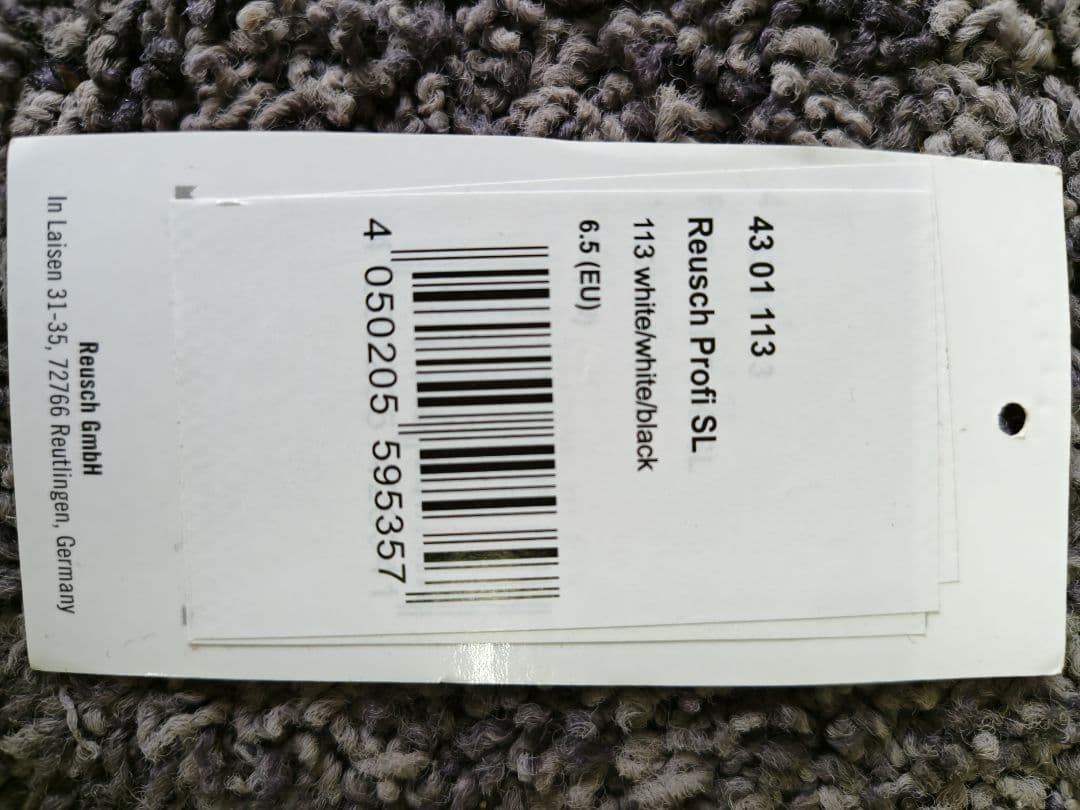 43 01 113
Reusch Profi SL
113 white/white/black
6.5 (EU)
4 050205 595357
Reusch GmbH
In Laisen 31-35, 72766 Reutlingen, Germany